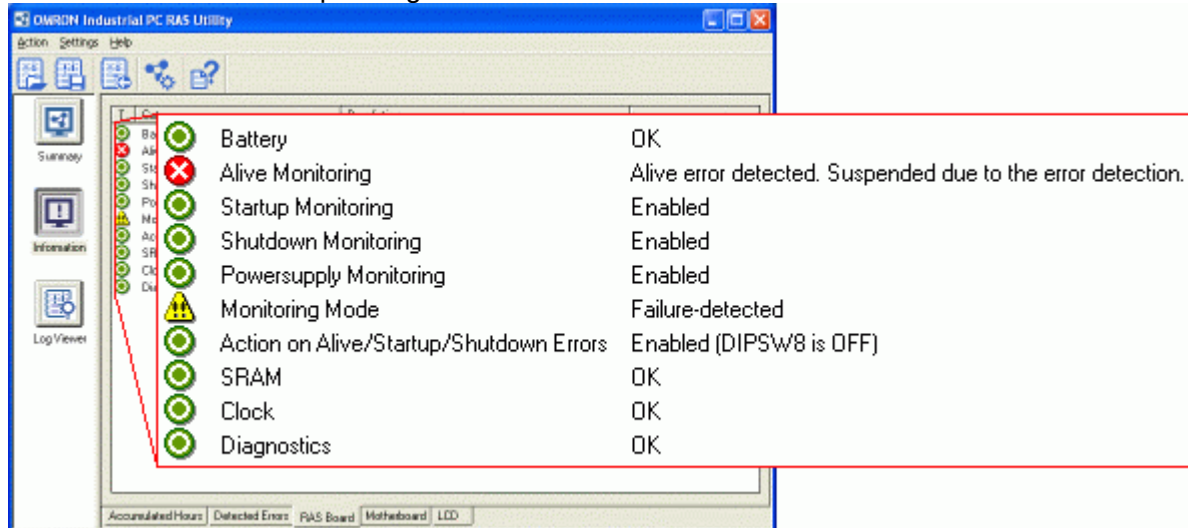 OMRON Industrial PC RAS Utility
Action Settings Help
Summary
Information
Log Viewer
Battery OK
Alive Monitoring Alive error detected. Suspended due to the error detection.
Startup Monitoring Enabled
Shutdown Monitoring Enabled
Powersupply Monitoring Enabled
Monitoring Mode Failure-detected
Action on Alive/Startup/Shutdown Errors Enabled (DIPSW8 is OFF)
SRAM OK
Clock OK
Diagnostics OK
Accumulated Hours Detected Errors RAS Board Motherboard LCD